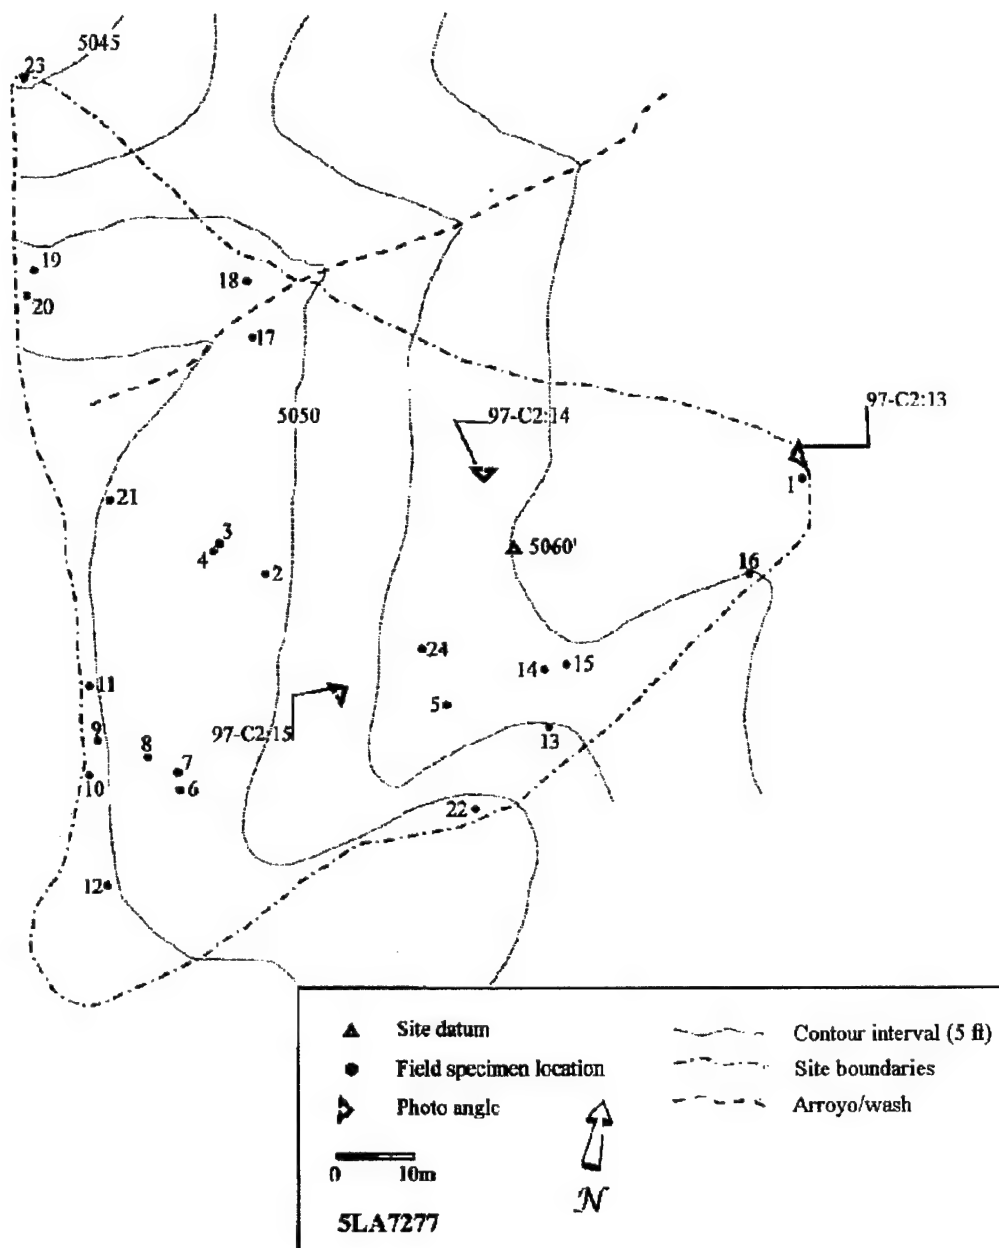 5045
23
19
20
18
17
97-C2:13
97-C2:14
5050
1
21
3
4
2
5060'
16
24
14
15
11
5
9
97-C2:15
13
8
10
7
6
22
12
Site datum
Field specimen location
Photo angle
0 10m
5LA7277
N
Contour interval (5 ft)
Site boundaries
Arroyo/wash